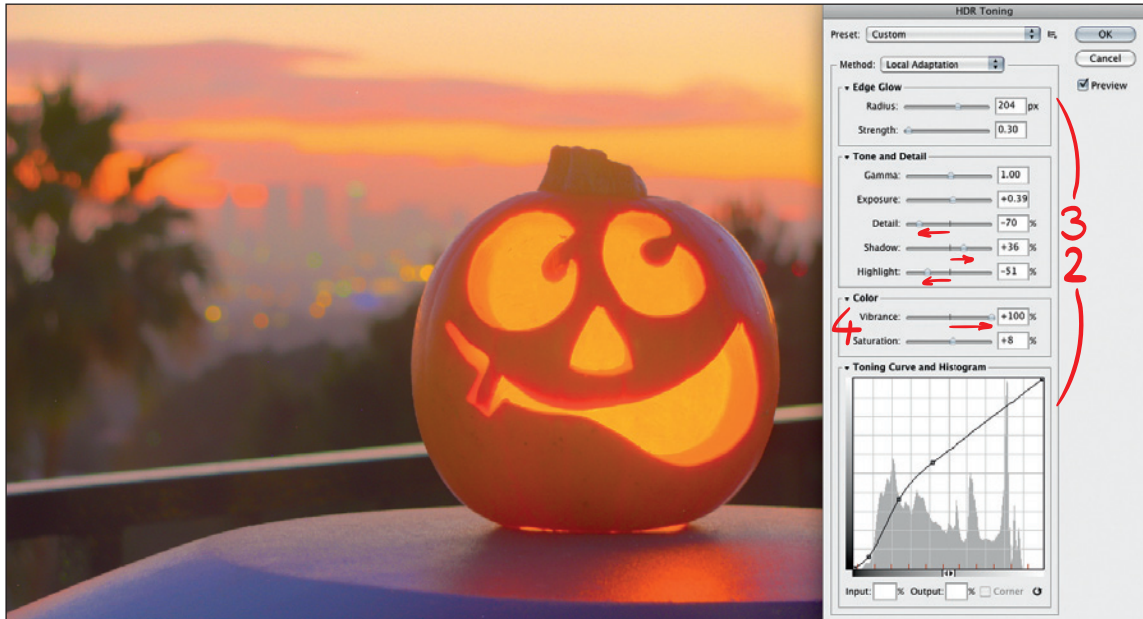 HDR Toning
Preset: Custom
OK
Method: Local Adaptation
Cancel
Preview
Edge Glow
Radius: 204 px
Strength: 0.30
Tone and Detail
Gamma: 1.00
Exposure: +0.39
Detail: -70 %
3
Shadow: +36 %
2
Highlight: -51 %
Color
4
Vibrance: +100 %
Saturation: +8 %
Toning Curve and Histogram
Input: % Output: % Corner